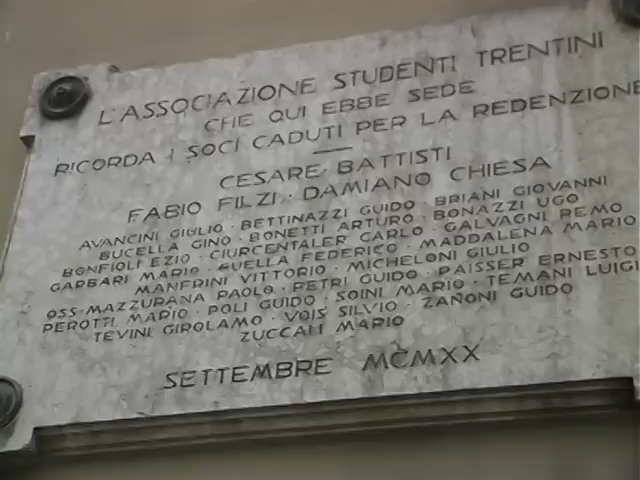 L'ASSOCIAZIONE STUDENTI TRENTINI
CHE QUI EBBE SEDE
RICORDA I SOCI CADUTI PER LA REDENZIONE
CESARE · BATTISTI
FABIO FILZI · DAMIANO CHIESA
AVANCINI GIULIO · BETTINAZZI GUIDO · BRIANI GIOVANNI
BUCELLA GINO · BONETTI ARTURO · BONAZZI UGO
BONFIOLI EZIO · CIURCENTALER CARLO · GALVAGNI REMO
GARBARI MARIO · GUELLA FEDERICO · MADDALENA MARIO
MANFRINI VITTORIO · MICHELONI GIULIO
OSS-MAZZURANA PAOLO · PETRI GUIDO · PAISSER ERNESTO
PEROTTI MARIO · POLI GUIDO · SOINI MARIO · TEMANI LUIGI
TEVINI GIROLAMO · VOIS SILVIO · ZANONI GUIDO
ZUCCALI MARIO
SETTEMBRE MCMXX